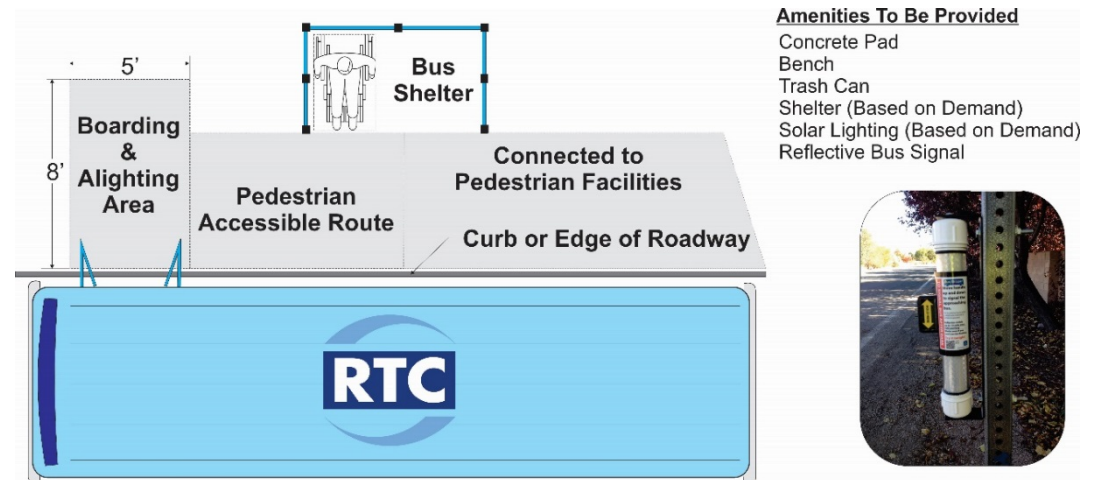 5’
8’
Boarding
&
Alighting
Area
Bus
Shelter
Pedestrian
Accessible Route
Connected to
Pedestrian Facilities
Curb or Edge of Roadway
RTC
Amenities To Be Provided
Concrete Pad
Bench
Trash Can
Shelter (Based on Demand)
Solar Lighting (Based on Demand)
Reflective Bus Signal